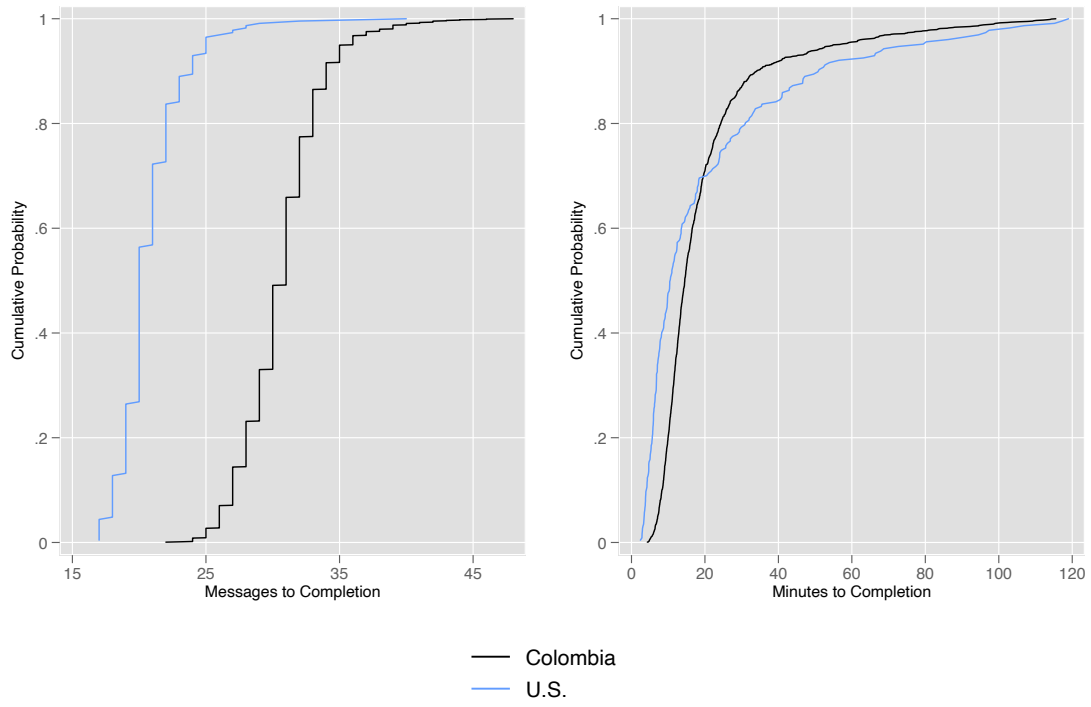 Cumulative Probability
1
.8
.6
.4
.2
0
15 25 35 45
Messages to Completion
Cumulative Probability
1
.8
.6
.4
.2
0
0 20 40 60 80 100 120
Minutes to Completion
Colombia
U.S.